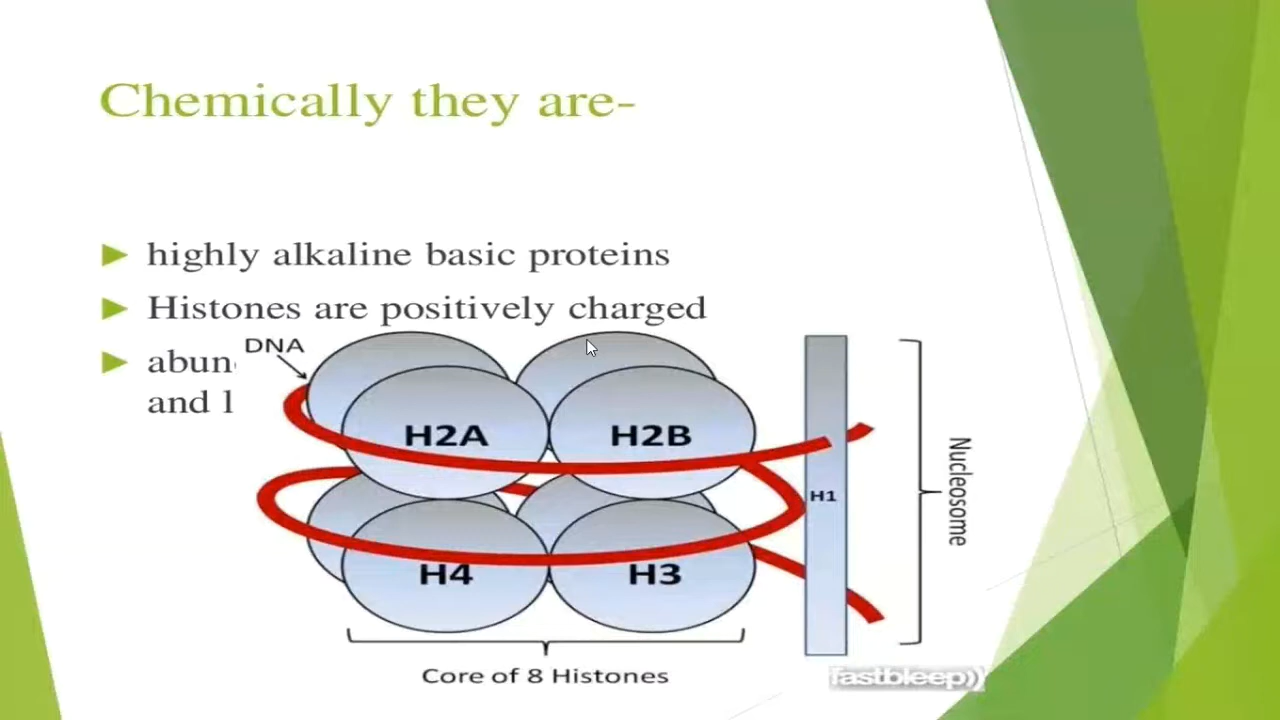 Chemically they are-
highly alkaline basic proteins
Histones are positively charged
abun
and l
DNA
H2A
H2B
H1
Nucleosome
H4
H3
Core of 8 Histones
fastbleep))